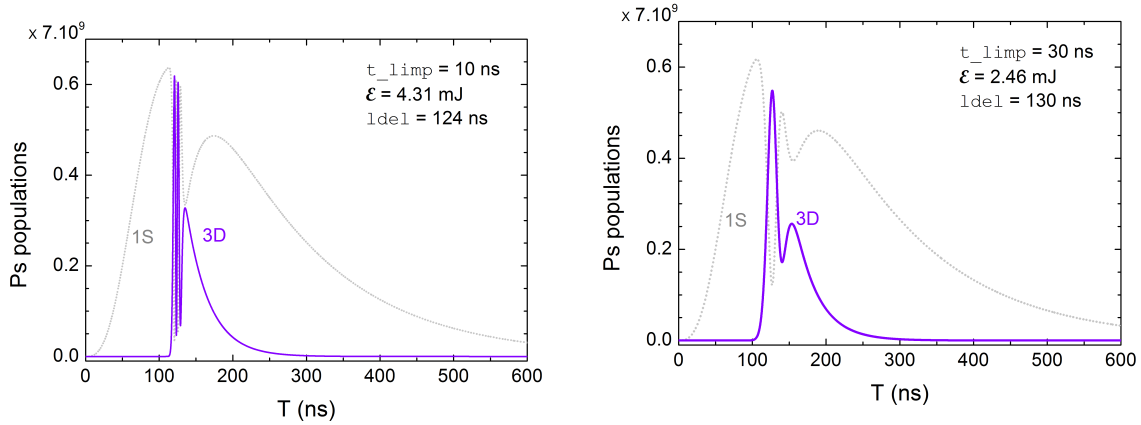 x 7.10⁹
t_limp = 10 ns
ℰ = 4.31 mJ
ldel = 124 ns
Ps populations
0.6
0.4
0.2
0.0
1S
3D
0 100 200 300 400 500 600
T (ns)
x 7.10⁹
t_limp = 30 ns
ℰ = 2.46 mJ
ldel = 130 ns
Ps populations
0.6
0.4
0.2
0.0
1S
3D
0 100 200 300 400 500 600
T (ns)